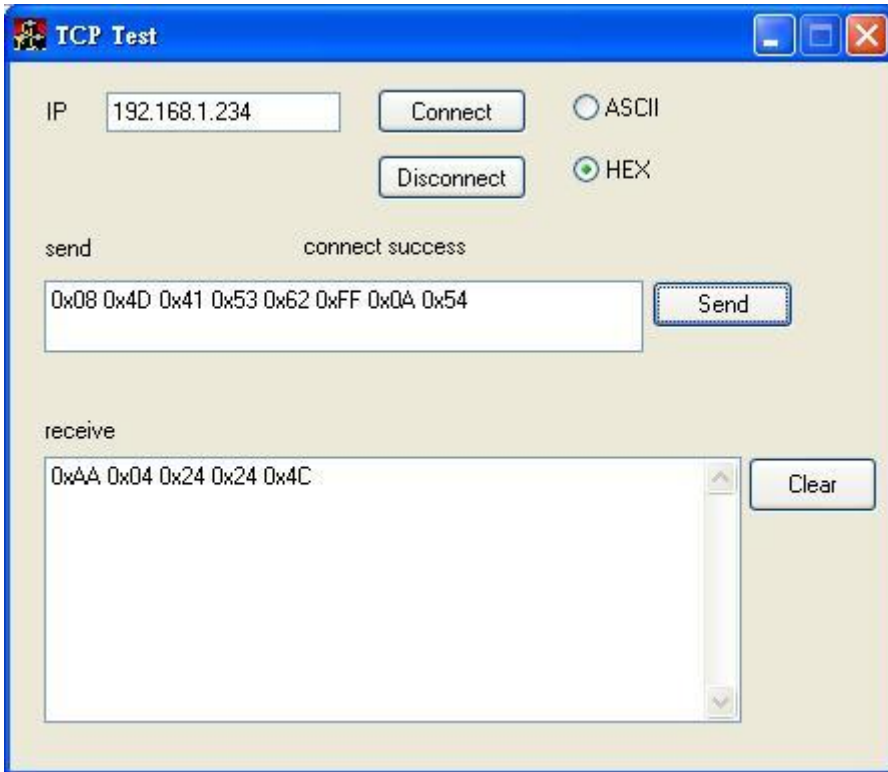 TCP Test
IP 192.168.1.234 Connect ASCII
Disconnect HEX
send connect success
0x08 0x4D 0x41 0x53 0x62 0xFF 0x0A 0x54 Send
receive
0xAA 0x04 0x24 0x24 0x4C Clear